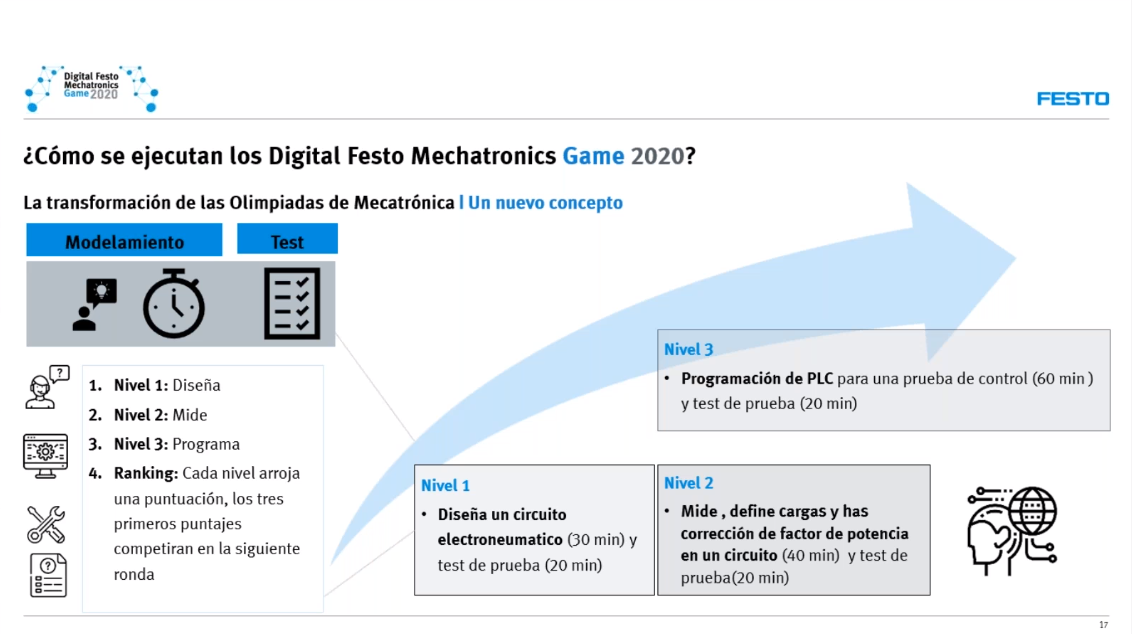 Digital Festo
Mechatronics
Game 2020
FESTO
¿Cómo se ejecutan los Digital Festo Mechatronics Game 2020?
La transformación de las Olimpiadas de Mecatrónica | Un nuevo concepto
Modelamiento
Test
1. Nivel 1: Diseña
2. Nivel 2: Mide
3. Nivel 3: Programa
4. Ranking: Cada nivel arroja
una puntuación, los tres
primeros puntajes
competiran en la siguiente
ronda
Nivel 1
• Diseña un circuito
electroneumatico (30 min) y
test de prueba (20 min)
Nivel 2
• Mide , define cargas y has
corrección de factor de potencia
en un circuito (40 min) y test de
prueba(20 min)
Nivel 3
• Programación de PLC para una prueba de control (60 min )
y test de prueba (20 min)
17